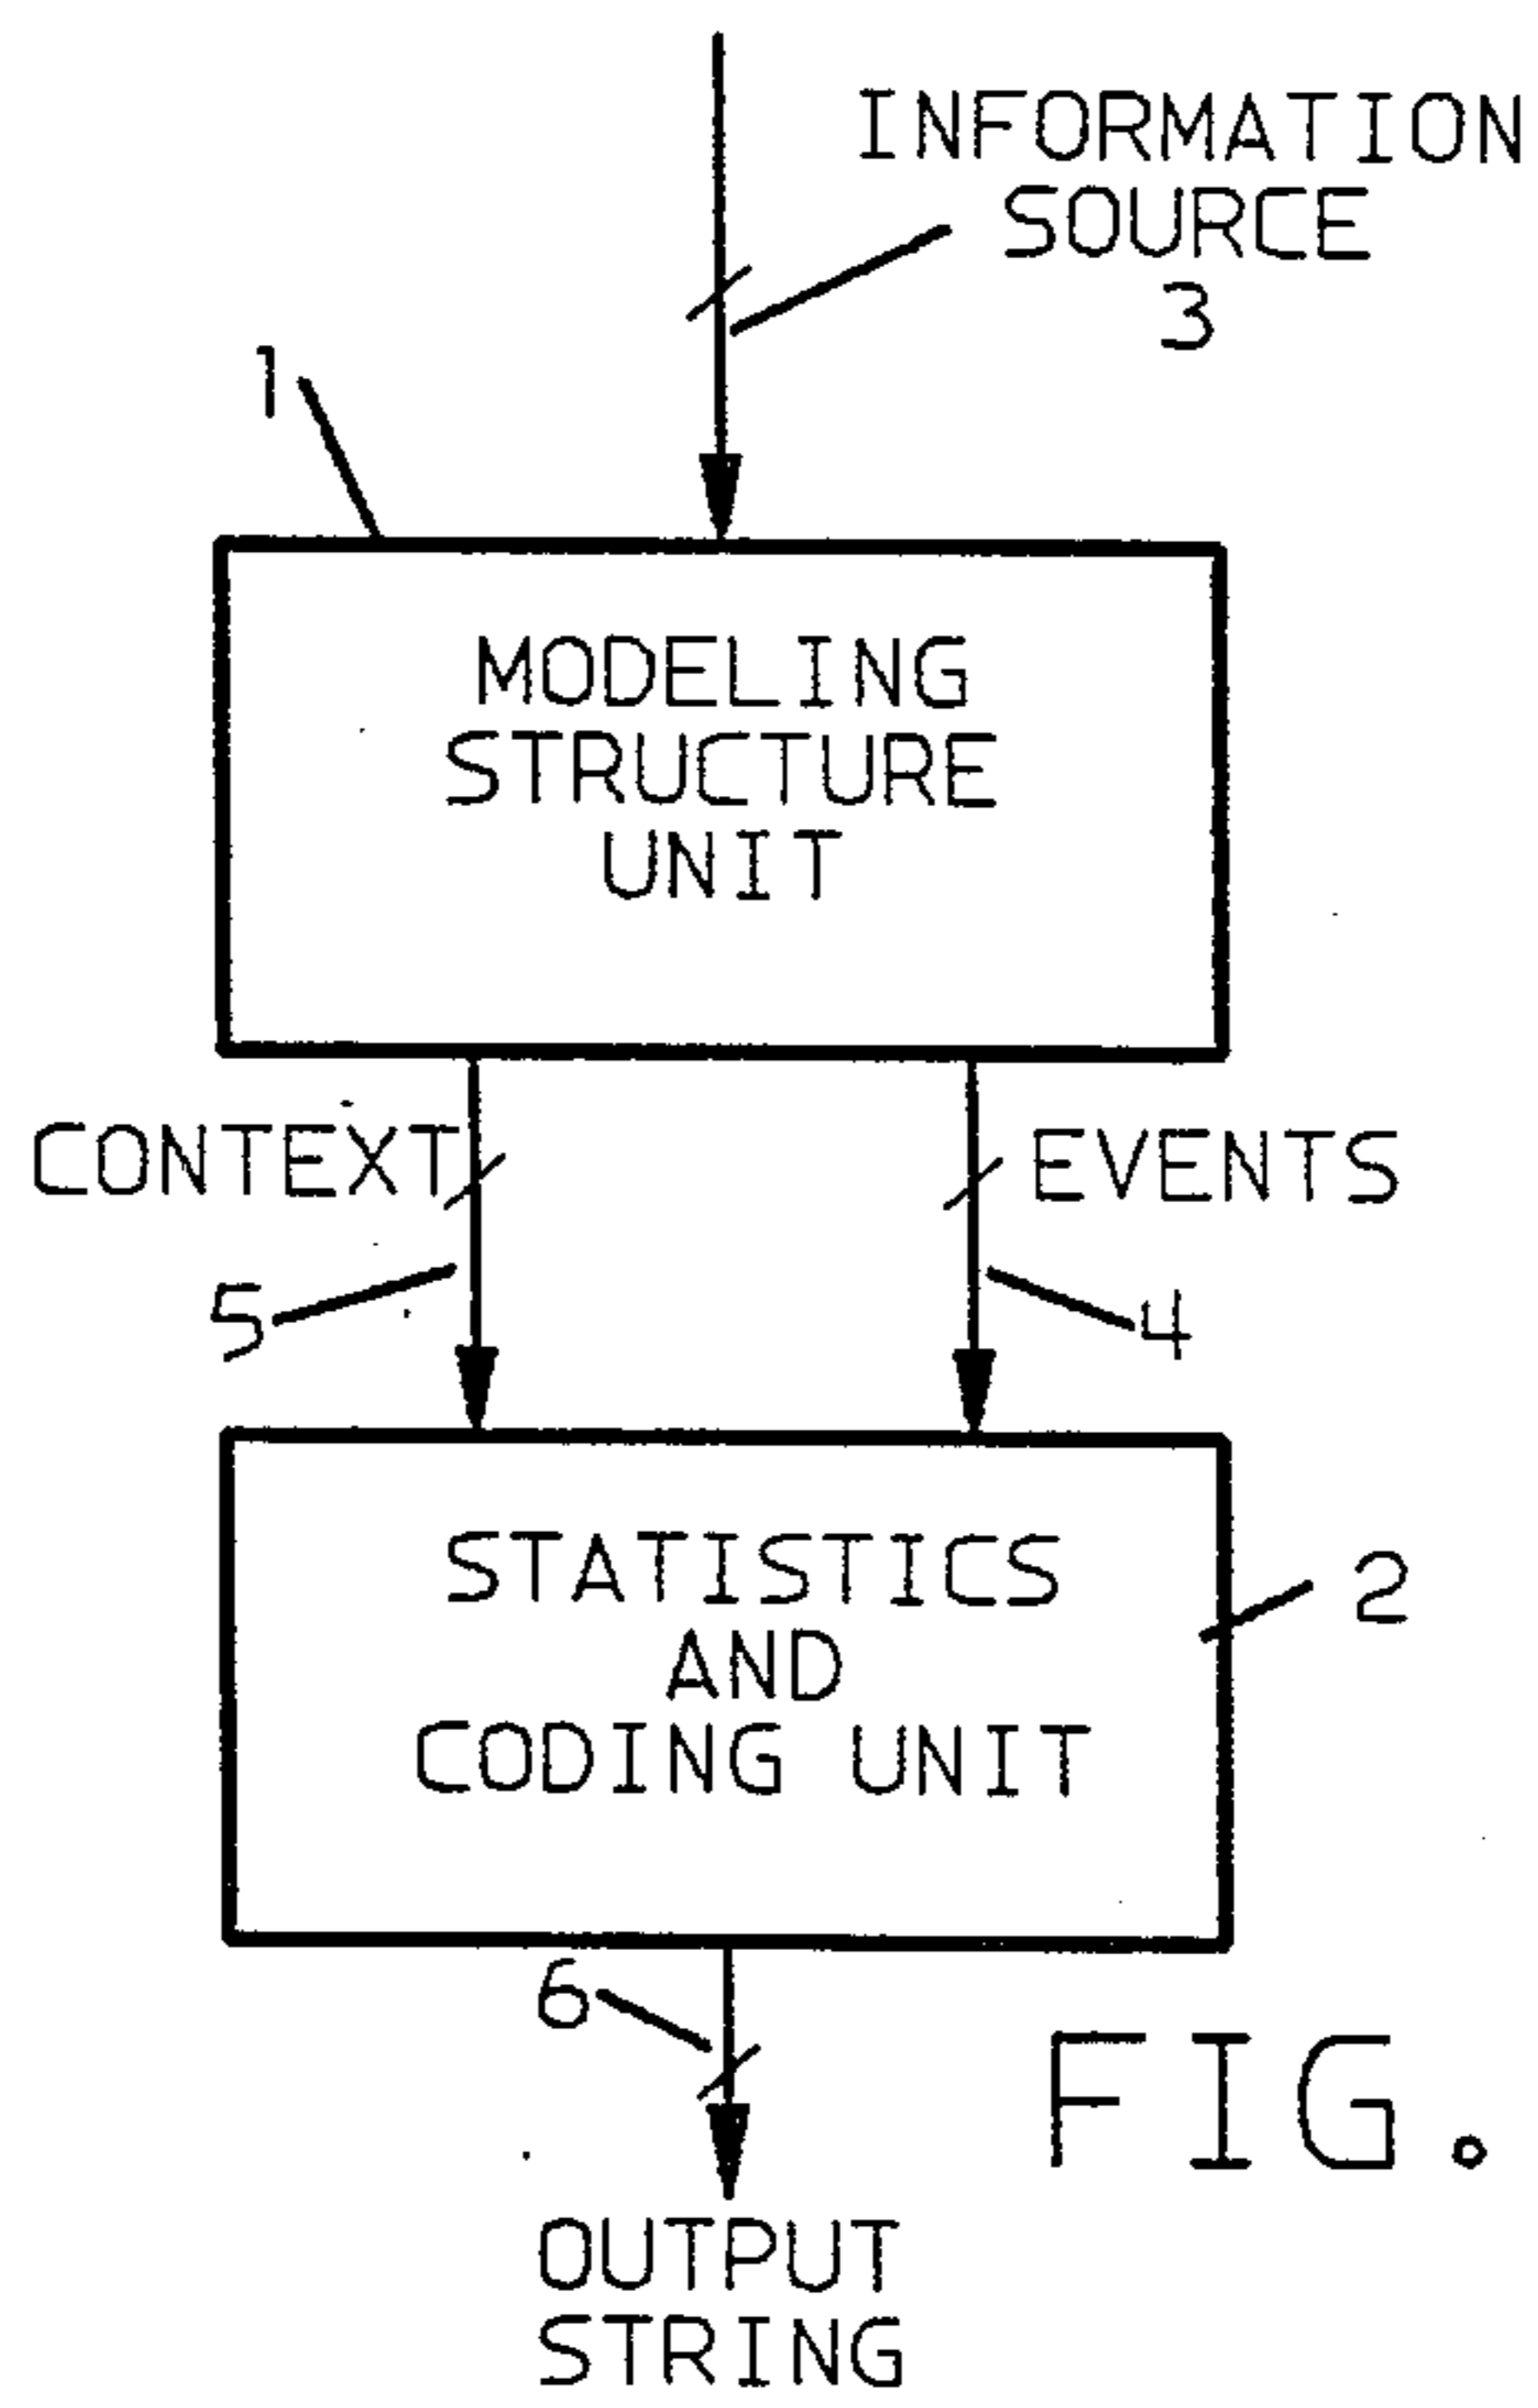 INFORMATION
SOURCE
3
1
MODELING
STRUCTURE
UNIT
CONTEXT
EVENTS
5
4
STATISTICS
AND
CODING UNIT
2
6
FIG.
OUTPUT
STRING